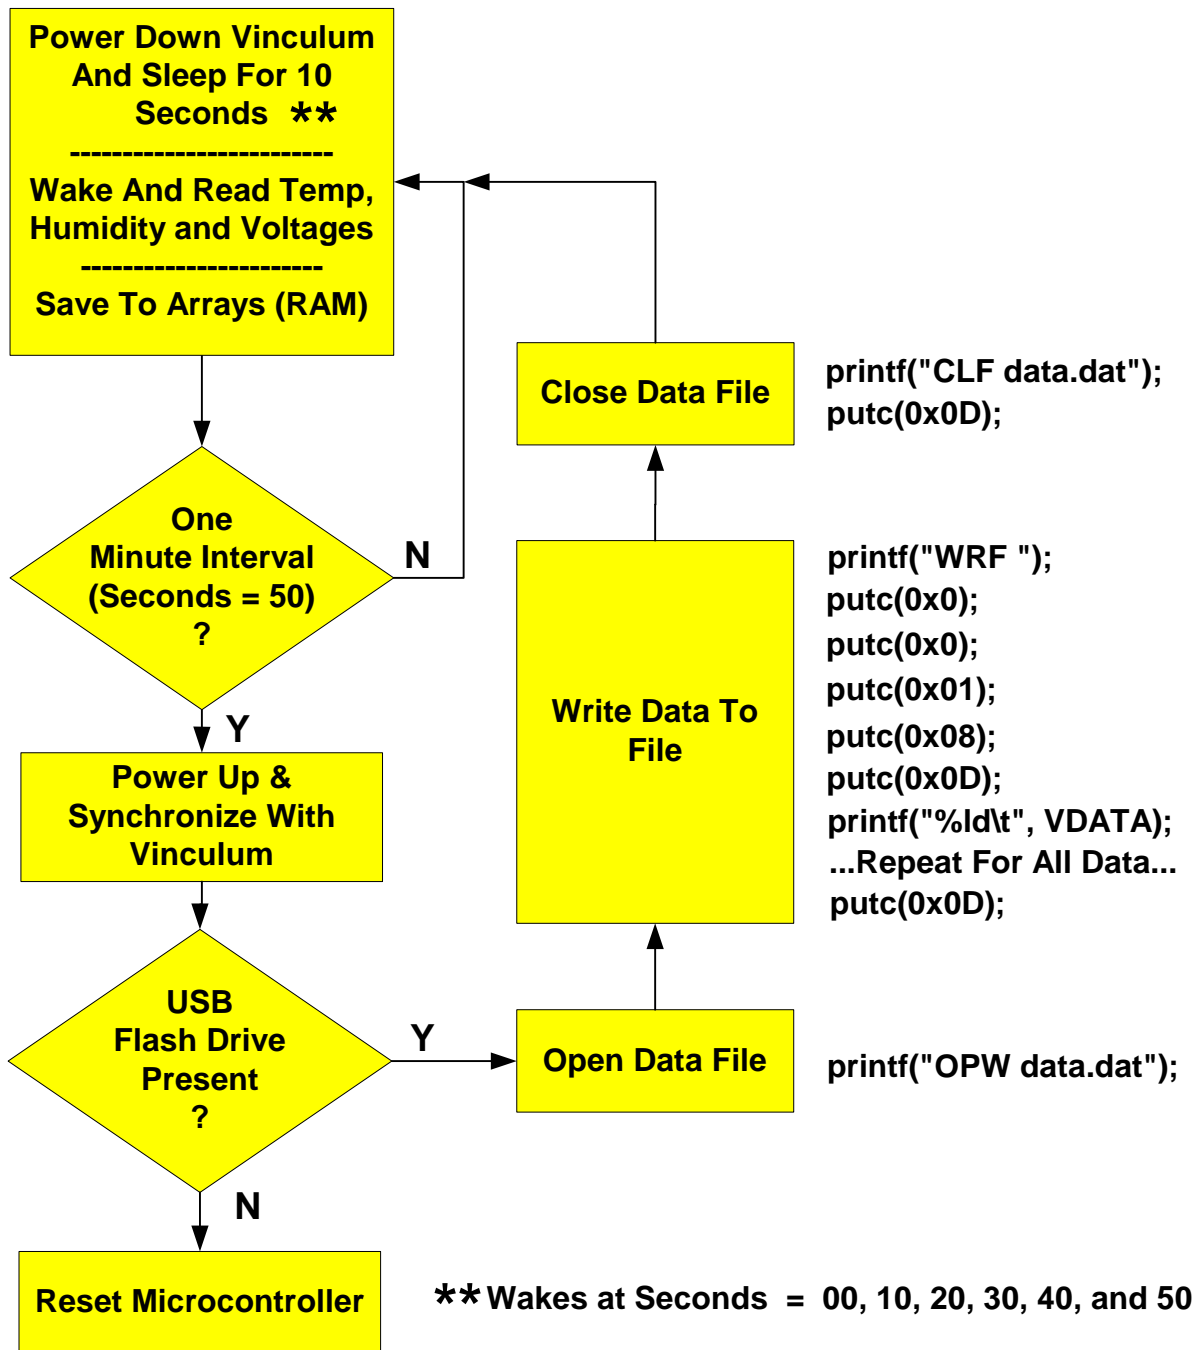 Power Down Vinculum
And Sleep For 10
Seconds **
-------------------------
Wake And Read Temp,
Humidity and Voltages
-----------------------
Save To Arrays (RAM)
One
Minute Interval
(Seconds = 50)
?
N
Y
Power Up &
Synchronize With
Vinculum
USB
Flash Drive
Present
?
Y
N
Reset Microcontroller
Open Data File
printf("OPW data.dat");
Write Data To
File
printf("WRF ");
putc(0x0);
putc(0x0);
putc(0x01);
putc(0x08);
putc(0x0D);
printf("%ld\t", VDATA);
...Repeat For All Data...
putc(0x0D);
Close Data File
printf("CLF data.dat");
putc(0x0D);
** Wakes at Seconds = 00, 10, 20, 30, 40, and 50